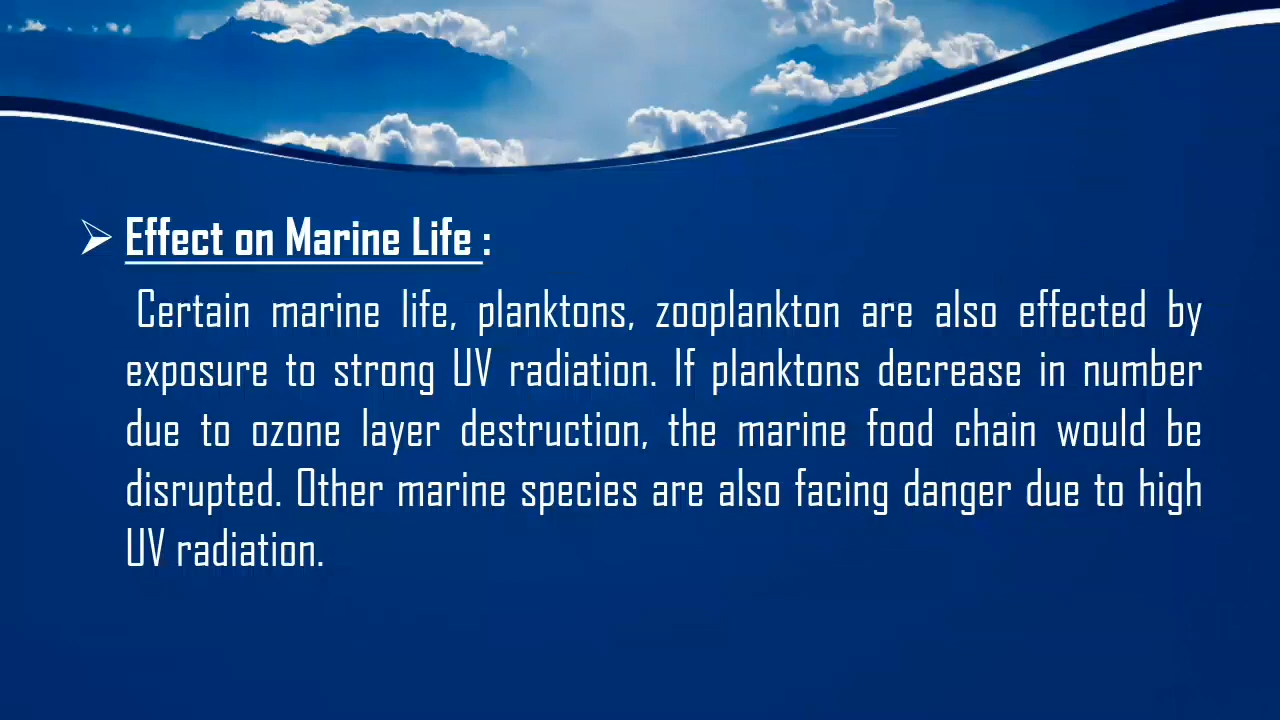 Effect on Marine Life :
Certain marine life, planktons, zooplankton are also effected by
exposure to strong UV radiation. If planktons decrease in number
due to ozone layer destruction, the marine food chain would be
disrupted. Other marine species are also facing danger due to high
UV radiation.